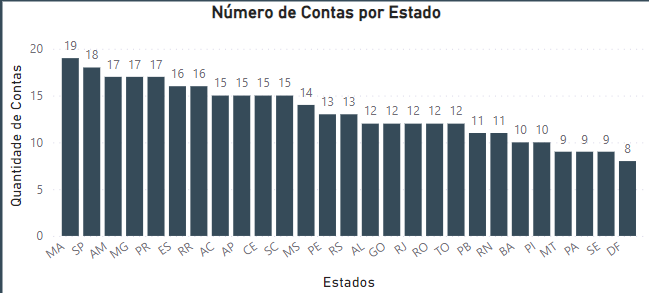 Número de Contas por Estado
Quantidade de Contas
20
15
10
5
0
19 18 17 17 17 16 16 15 15 15 15 14 13 13 12 12 12 12 12 11 11 10 10 9 9 9 8
MA SP AM MG PR ES RR AC AP CE SC MS PE RS AL GO RJ RO TO PB RN BA PI MT PA SE DF
Estados